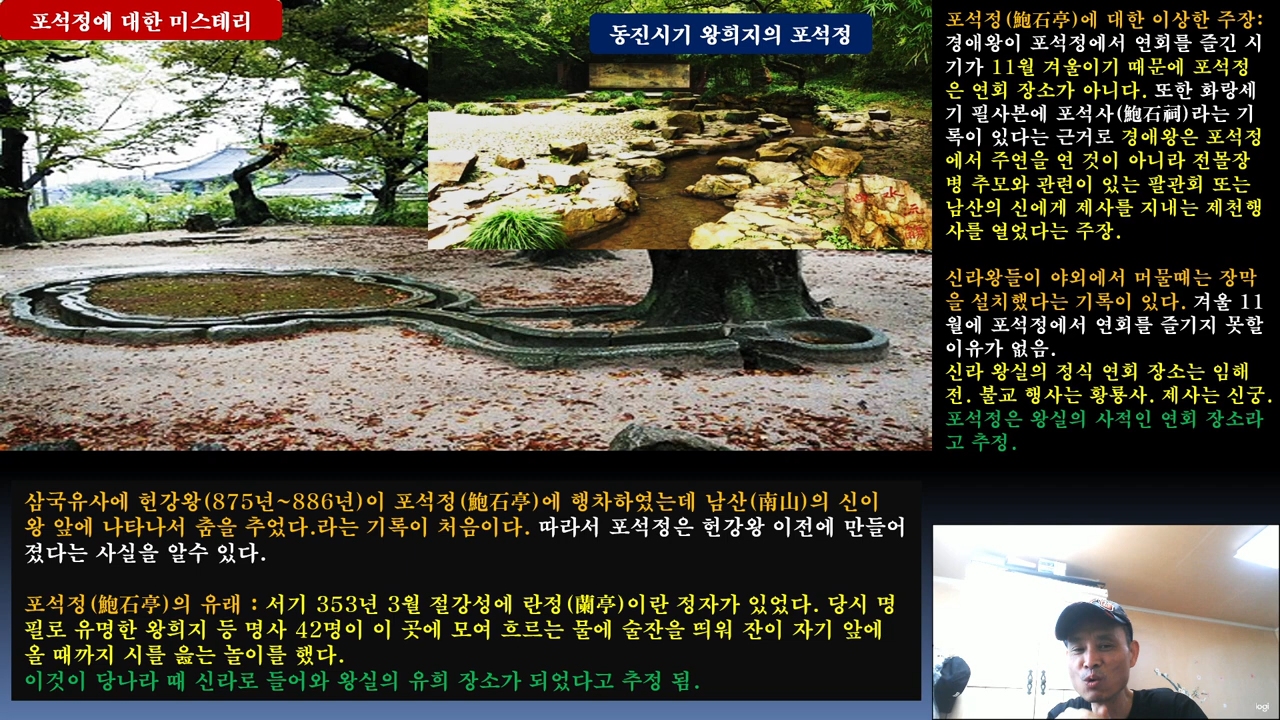 포석정에 대한 미스테리
동진시기 왕희지의 포석정
포석정(鮑石亭)에 대한 이상한 주장:
경애왕이 포석정에서 연회를 즐긴 시
기가 11월 겨울이기 때문에 포석정
은 연회 장소가 아니다. 또한 화랑세
기 필사본에 포석사(鮑石祠)라는 기
록이 있다는 근거로 경애왕은 포석정
에서 주연을 연 것이 아니라 전몰장
병 추모와 관련이 있는 팔관회 또는
남산의 신에게 제사를 지내는 제천행
사를 열었다는 주장.
신라왕들이 야외에서 머물때는 장막
을 설치했다는 기록이 있다. 겨울 11
월에 포석정에서 연회를 즐기지 못할
이유가 없음.
신라 왕실의 정식 연회 장소는 임해
전. 불교 행사는 황룡사. 제사는 신궁.
포석정은 왕실의 사적인 연회 장소라
고 추정.
삼국유사에 헌강왕(875년~886년)이 포석정(鮑石亭)에 행차하였는데 남산(南山)의 신이
왕 앞에 나타나서 춤을 추었다.라는 기록이 처음이다. 따라서 포석정은 헌강왕 이전에 만들어
졌다는 사실을 알수 있다.
포석정(鮑石亭)의 유래 : 서기 353년 3월 절강성에 란정(蘭亭)이란 정자가 있었다. 당시 명
필로 유명한 왕희지 등 명사 42명이 이 곳에 모여 흐르는 물에 술잔을 띄워 잔이 자기 앞에
올 때까지 시를 읊는 놀이를 했다.
이것이 당나라 때 신라로 들어와 왕실의 유희 장소가 되었다고 추정 됨.
iogi